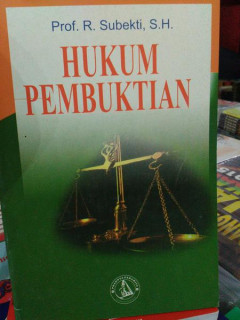 Prof. R. Subekti, S.H.
HUKUM
PEMBUKTIAN